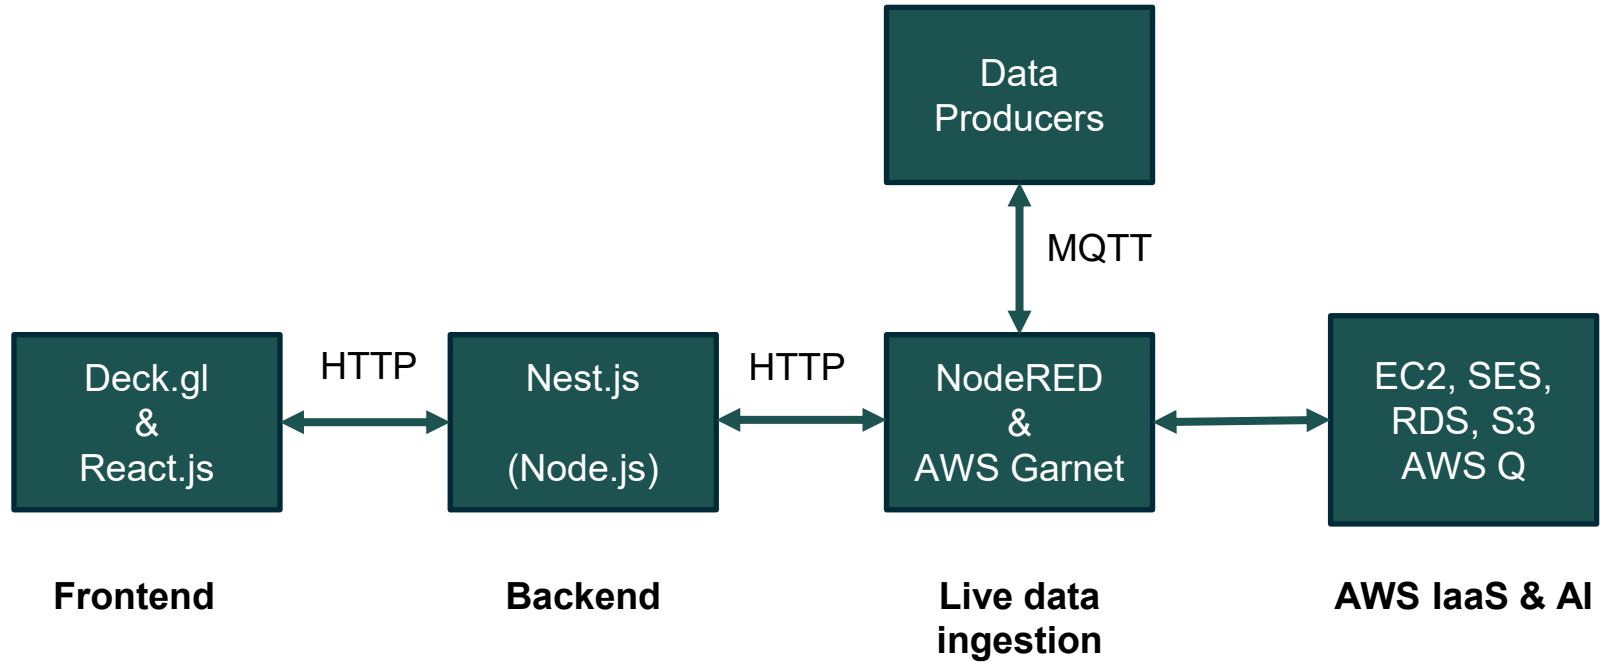 Data
Producers
MQTT
Deck.gl
&
React.js
HTTP
Nest.js
(Node.js)
HTTP
NodeRED
&
AWS Garnet
EC2, SES,
RDS, S3
AWS Q
Frontend
Backend
Live data
ingestion
AWS IaaS & AI